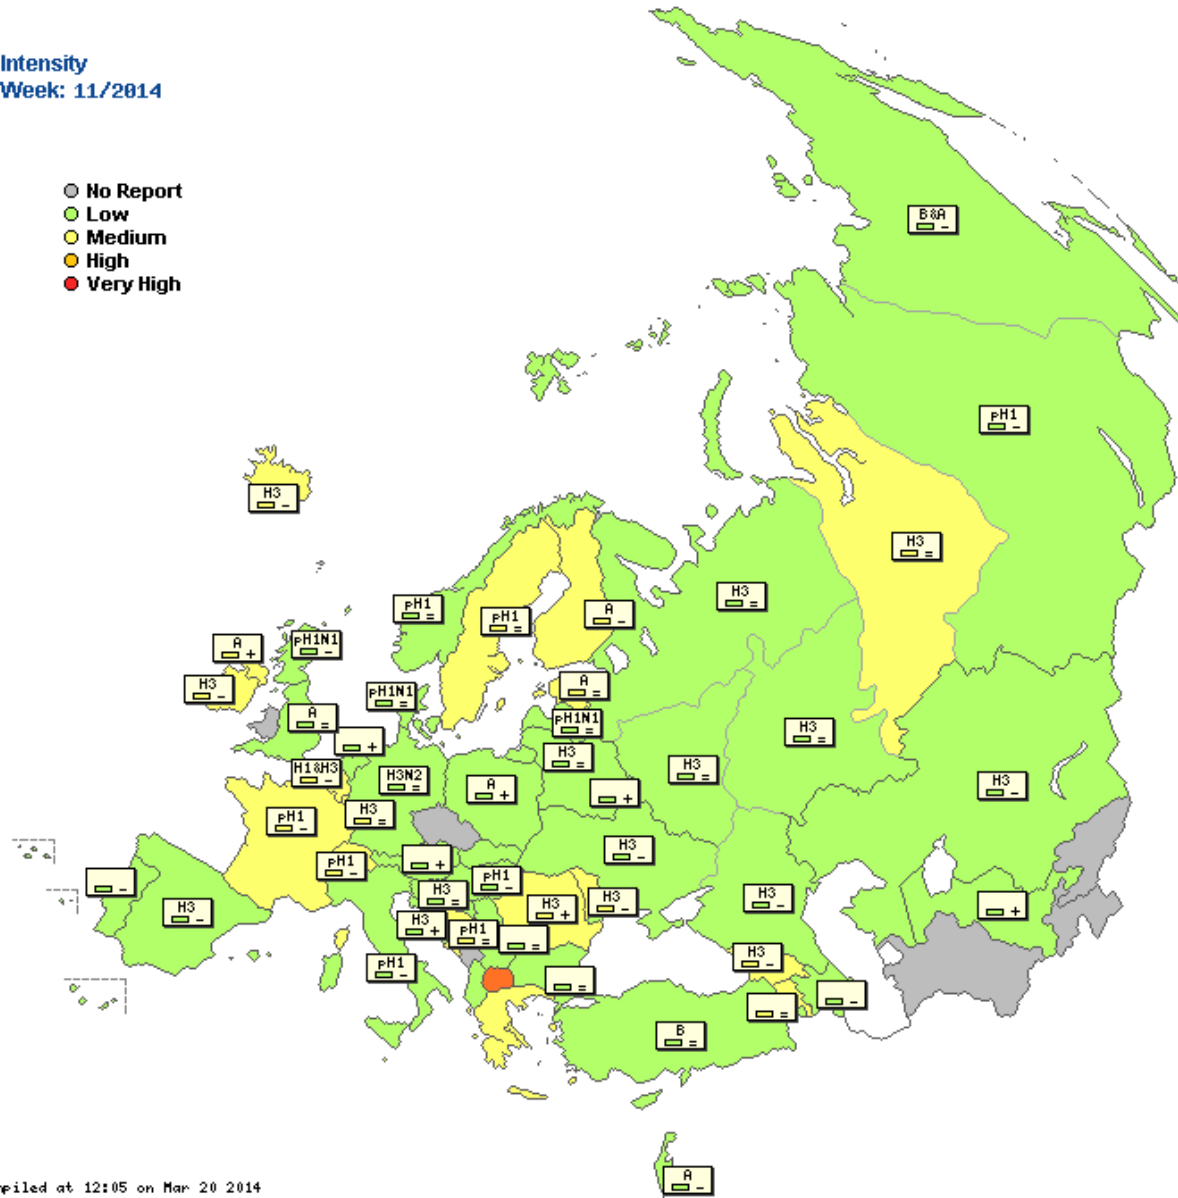 Intensity
Week: 11/2014
No Report
Low
Medium
High
Very High
B&A
-
pH1
-
H3
-
H3
=
H3
=
pH1
=
pH1
=
A
-
A
+
pH1N1
-
H3
-
A
=
pH1N1
=
A
=
pH1N1
=
+
H3
=
H3
=
H3
=
H1&H3
-
H3N2
=
A
+
+
H3
-
pH1
-
H3
=
H3
-
pH1
-
+
pH1
-
-
H3
=
H3
-
H3
+
H3
-
H3
-
+
H3
+
pH1
=
=
H3
-
pH1
-
=
=
-
B
=
A
-
piled at 12:05 on Mar 20 2014